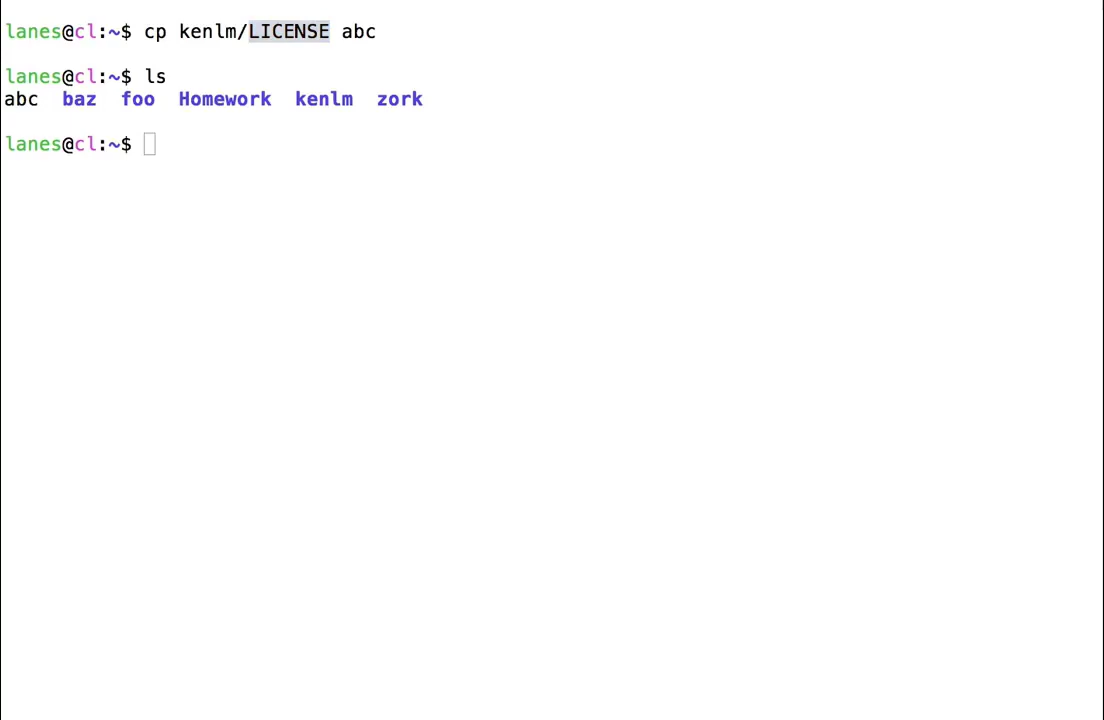 lanes@cl:~$ cp kenlm/LICENSE abc
lanes@cl:~$ ls
abc  baz  foo  Homework  kenlm  zork
lanes@cl:~$